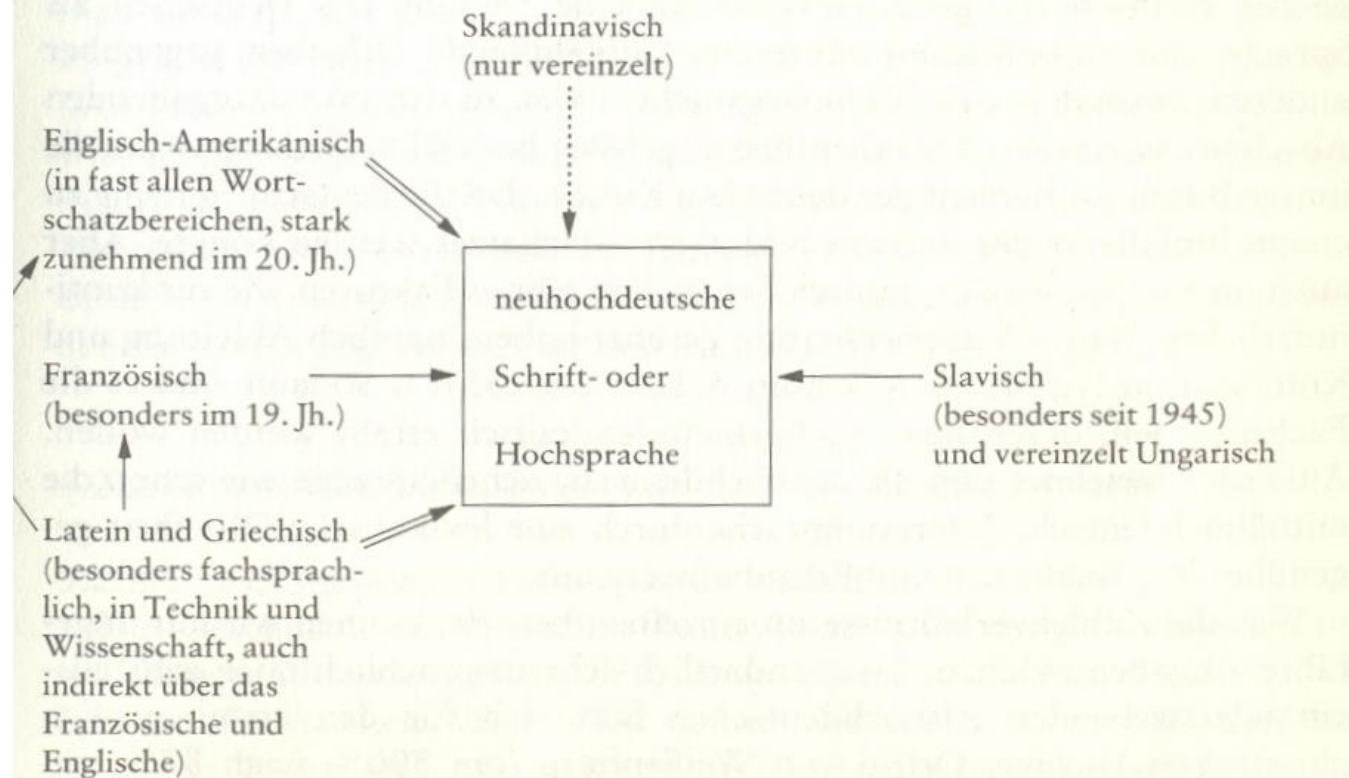 Skandinavisch
(nur vereinzelt)
Englisch-Amerikanisch
(in fast allen Wort-
schatzbereichen, stark
zunehmend im 20. Jh.)
neuhochdeutsche
Französisch
(besonders im 19. Jh.)
Schrift- oder
Hochsprache
Slavisch
(besonders seit 1945)
und vereinzelt Ungarisch
Latein und Griechisch
(besonders fachsprach-
lich, in Technik und
Wissenschaft, auch
indirekt über das
Französische und
Englische)